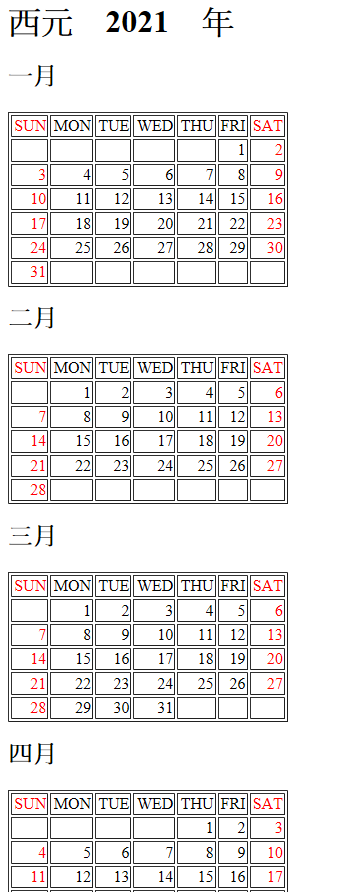 西元 2021 年
一月
SUN MON TUE WED THU FRI SAT
1 2
3 4 5 6 7 8 9
10 11 12 13 14 15 16
17 18 19 20 21 22 23
24 25 26 27 28 29 30
31
二月
SUN MON TUE WED THU FRI SAT
1 2 3 4 5 6
7 8 9 10 11 12 13
14 15 16 17 18 19 20
21 22 23 24 25 26 27
28
三月
SUN MON TUE WED THU FRI SAT
1 2 3 4 5 6
7 8 9 10 11 12 13
14 15 16 17 18 19 20
21 22 23 24 25 26 27
28 29 30 31
四月
SUN MON TUE WED THU FRI SAT
1 2 3
4 5 6 7 8 9 10
11 12 13 14 15 16 17